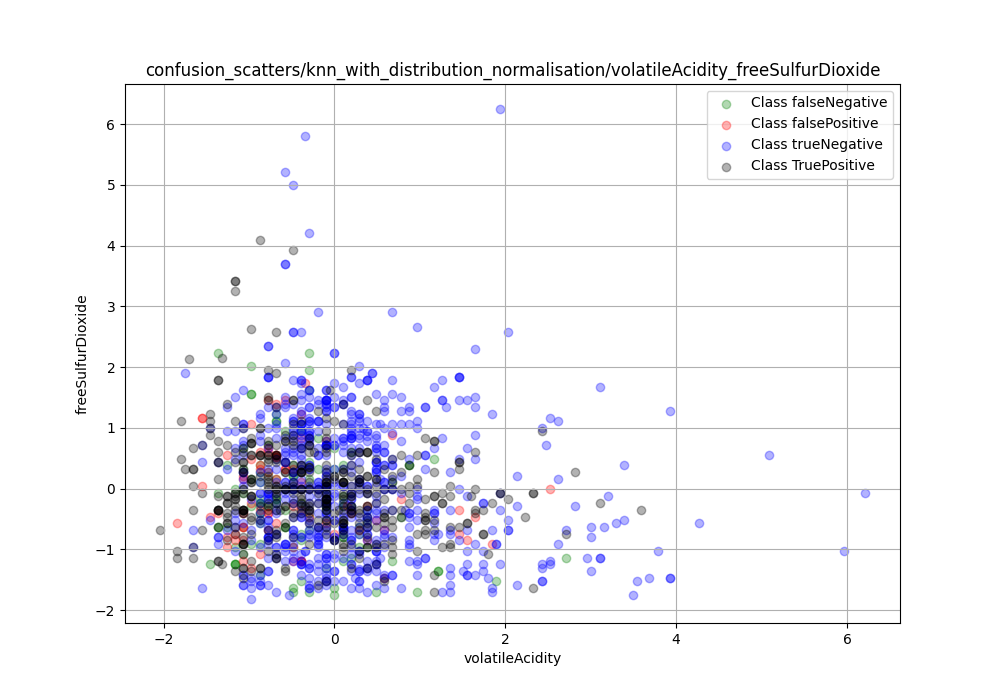 confusion_scatters/knn_with_distribution_normalisation/volatileAcidity_freeSulfurDioxide
Class falseNegative
Class falsePositive
Class trueNegative
Class TruePositive
6
5
4
3
2
1
0
−1
−2
freeSulfurDioxide
−2
0
2
4
6
volatileAcidity